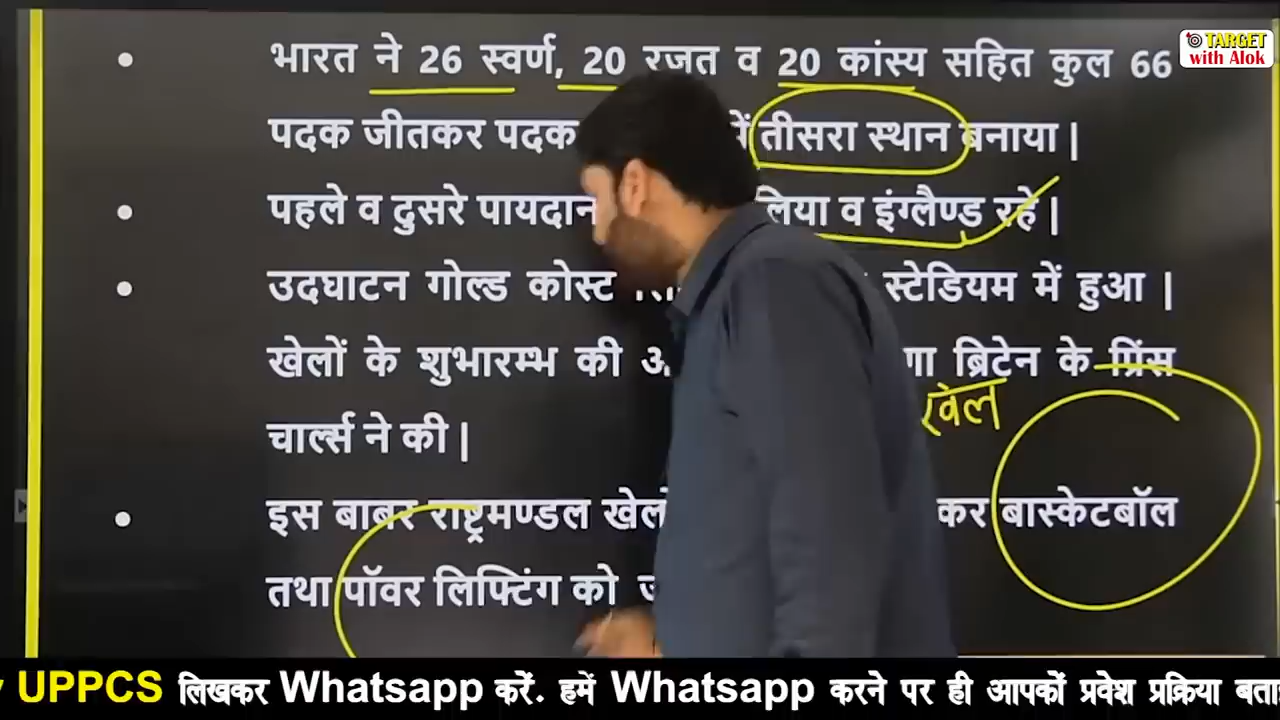 TARGET
with Alok
भारत ने 26 स्वर्ण, 20 रजत व 20 कांस्य सहित कुल 66
पदक जीतकर पदक में तीसरा स्थान बनाया |
पहले व दुसरे पायदान व इंग्लैण्ड रहे |
उदघाटन गोल्ड कोस्ट स्टेडियम में हुआ |
खेलों के शुभारम्भ की ब्रिटेन के प्रिंस
खेल
चार्ल्स ने की |
इस बाबर राष्ट्रमण्डल कर बास्केटबॉल
तथा पॉवर लिफ्टिंग को
UPPCS लिखकर Whatsapp करें. हमें Whatsapp करने पर ही आपकों प्रवेश प्रक्रिया